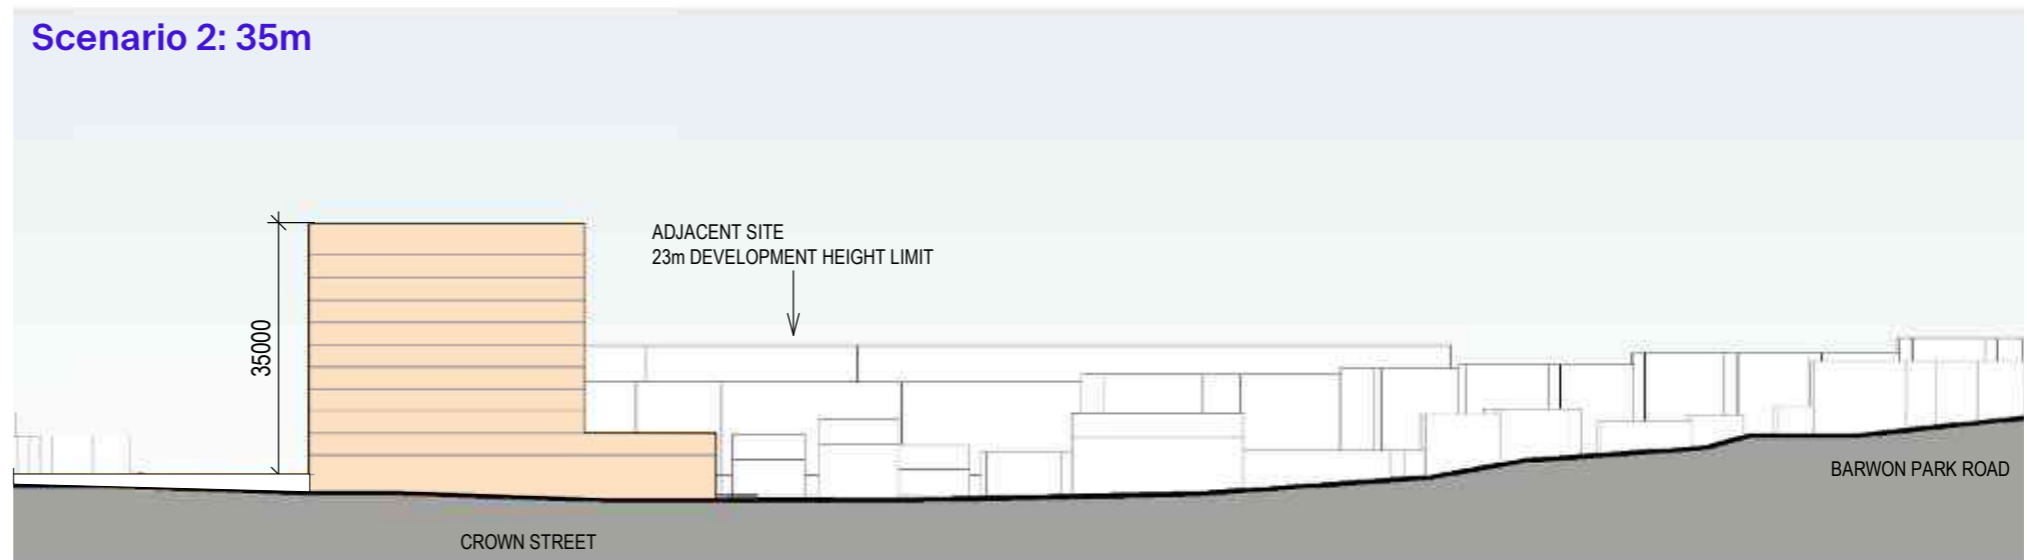 Scenario 2: 35m
ADJACENT SITE
23m DEVELOPMENT HEIGHT LIMIT
35000
BARWON PARK ROAD
CROWN STREET